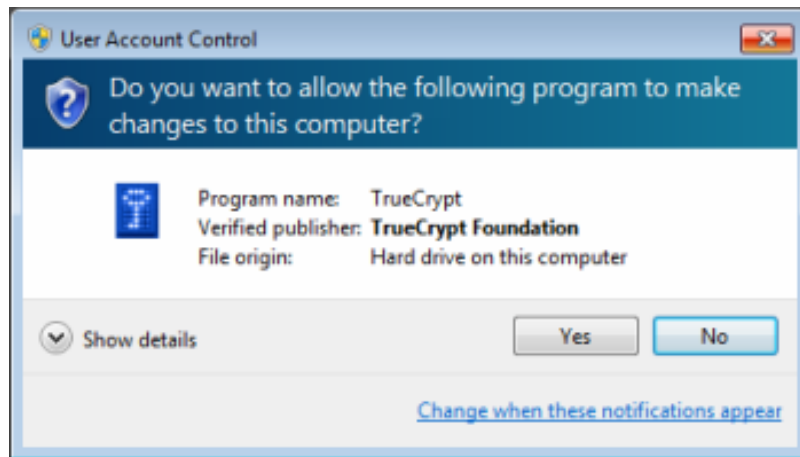 User Account Control
Do you want to allow the following program to make
changes to this computer?
Program name: TrueCrypt
Verified publisher: TrueCrypt Foundation
File origin: Hard drive on this computer
Show details
Yes
No
Change when these notifications appear